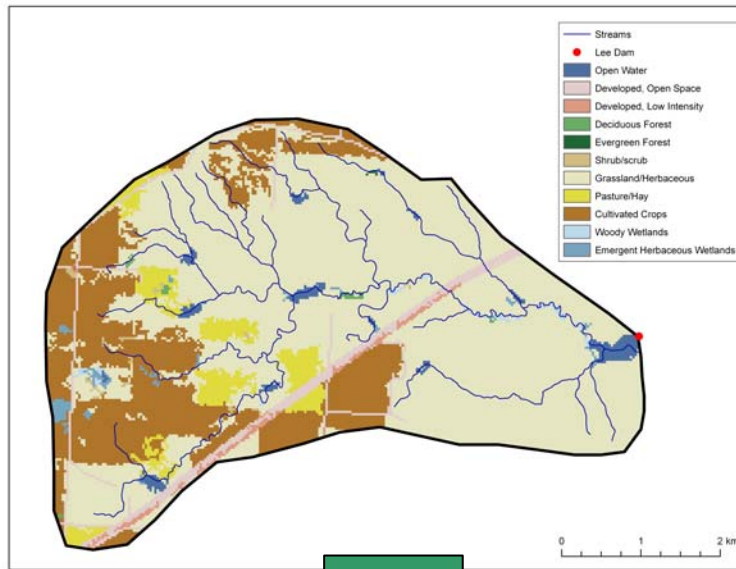 Streams
Lee Dam
Open Water
Developed, Open Space
Developed, Low Intensity
Deciduous Forest
Evergreen Forest
Shrub/scrub
Grassland/Herbaceous
Pasture/Hay
Cultivated Crops
Woody Wetlands
Emergent Herbaceous Wetlands
0 1 2 km